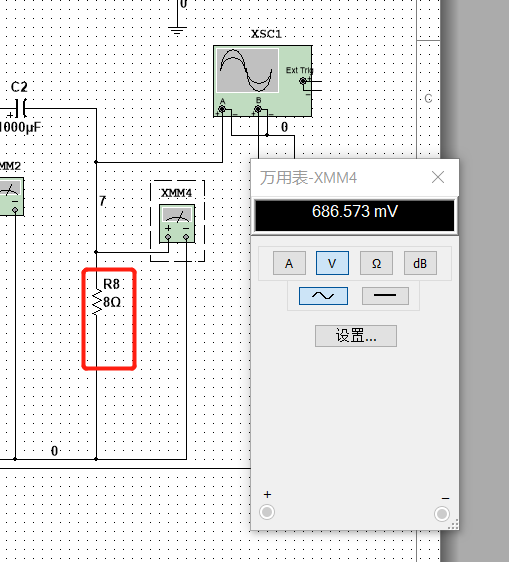 0
XSC1
Ext Trig
+
A
B
+
C2
+
1000μF
0
C
MM2
7
XMM4
+
R8
8Ω
0
万用表-XMM4
686.573 mV
A
V
Ω
dB
设置...
+
−